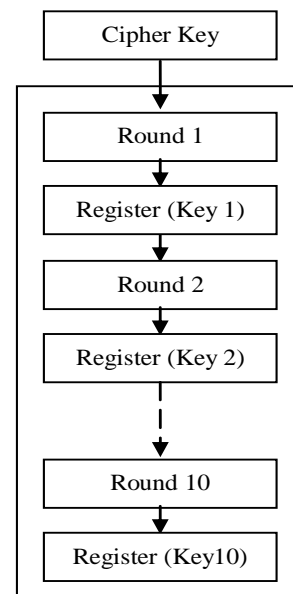 Cipher Key
Round 1
Register (Key 1)
Round 2
Register (Key 2)
Round 10
Register (Key10)